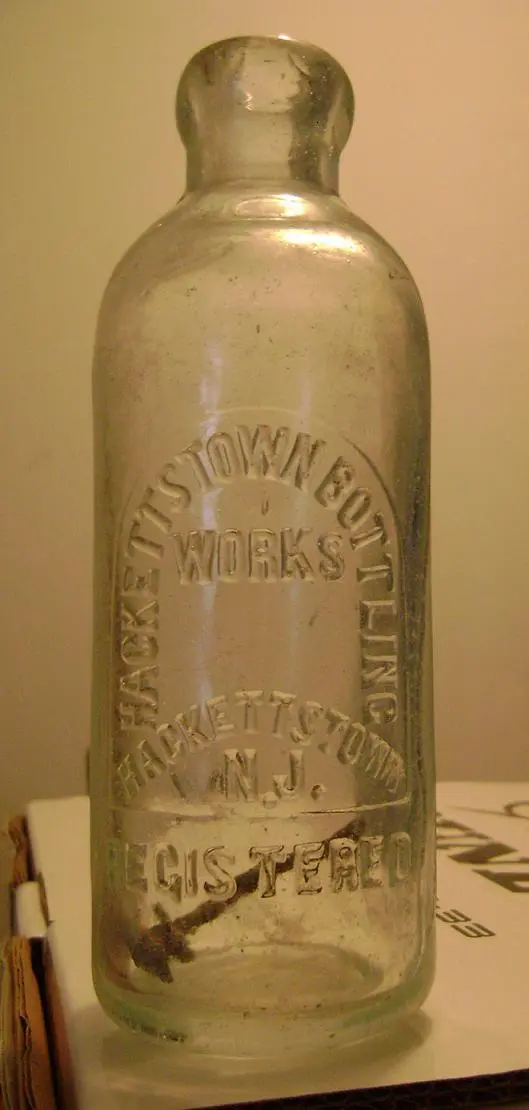 HACKETTSTOWN BOTTLING
WORKS
HACKETTSTOWN
N.J.
REGISTERED